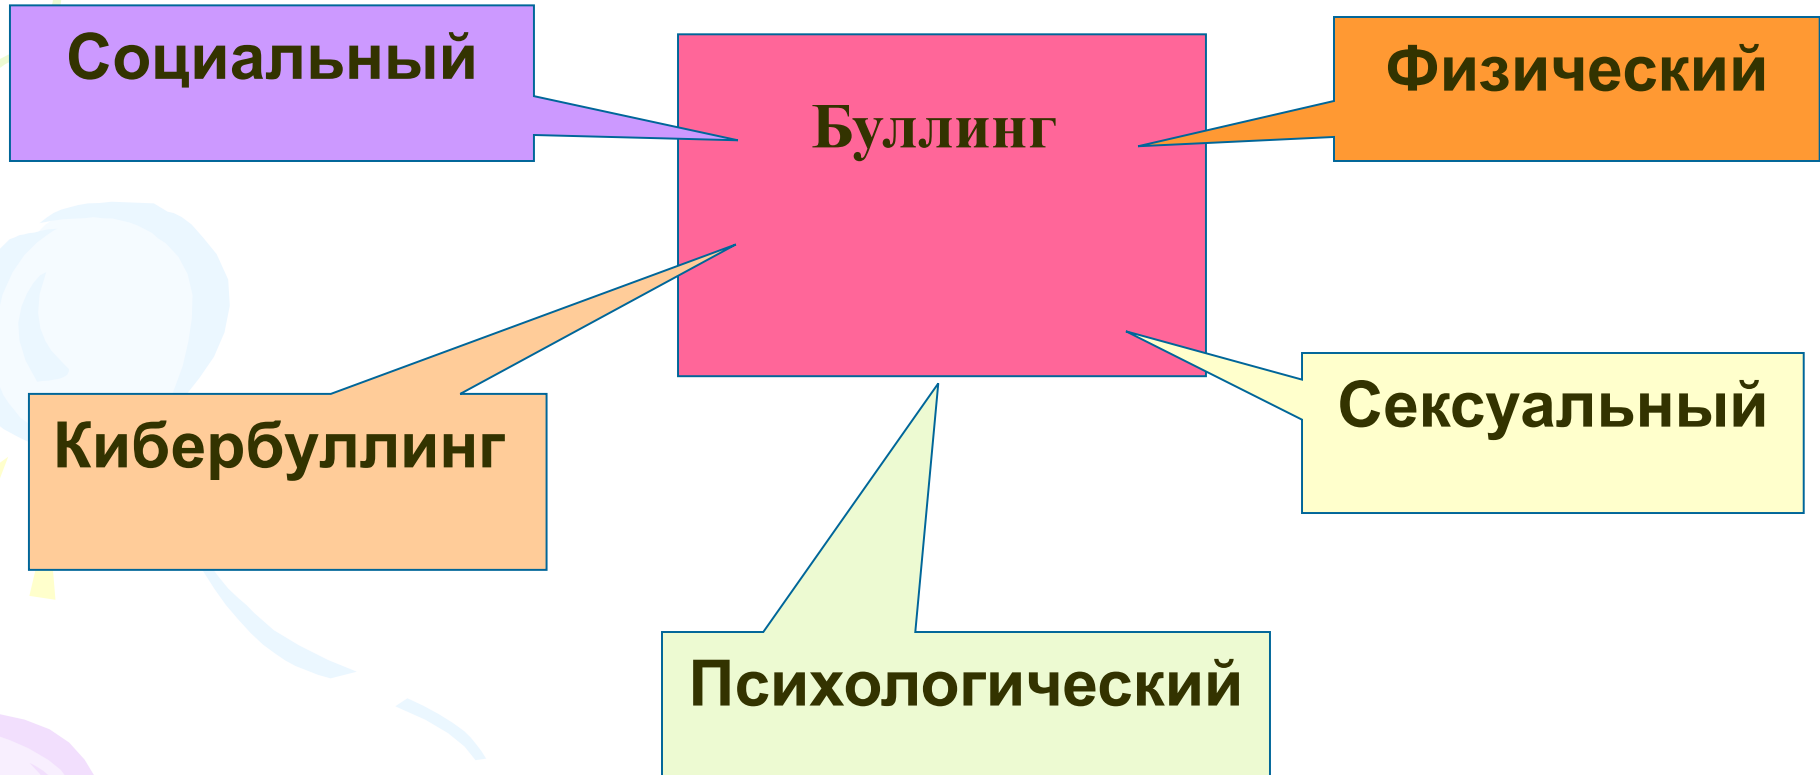 Социальный
Буллинг
Физический
Кибербуллинг
Сексуальный
Психологический